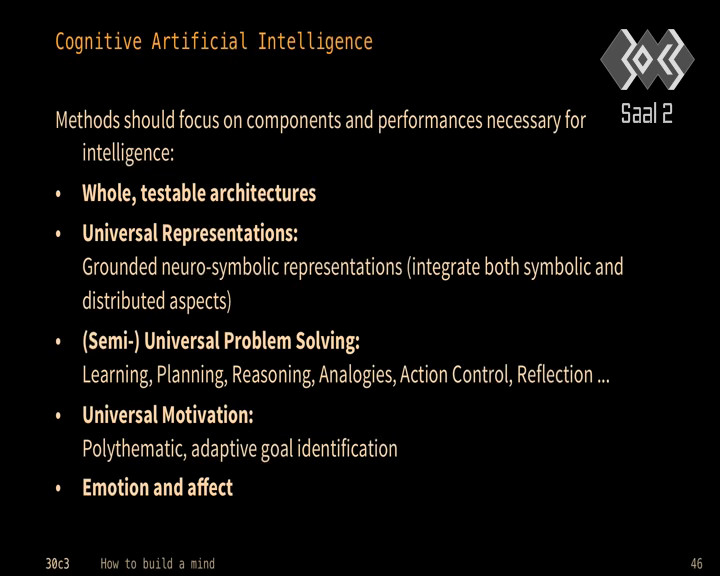 Cognitive Artificial Intelligence
30C3
Saal 2
Methods should focus on components and performances necessary for
intelligence:
• Whole, testable architectures
• Universal Representations:
Grounded neuro-symbolic representations (integrate both symbolic and
distributed aspects)
• (Semi-) Universal Problem Solving:
Learning, Planning, Reasoning, Analogies, Action Control, Reflection ...
• Universal Motivation:
Polythematic, adaptive goal identification
• Emotion and affect
30c3 How to build a mind 46